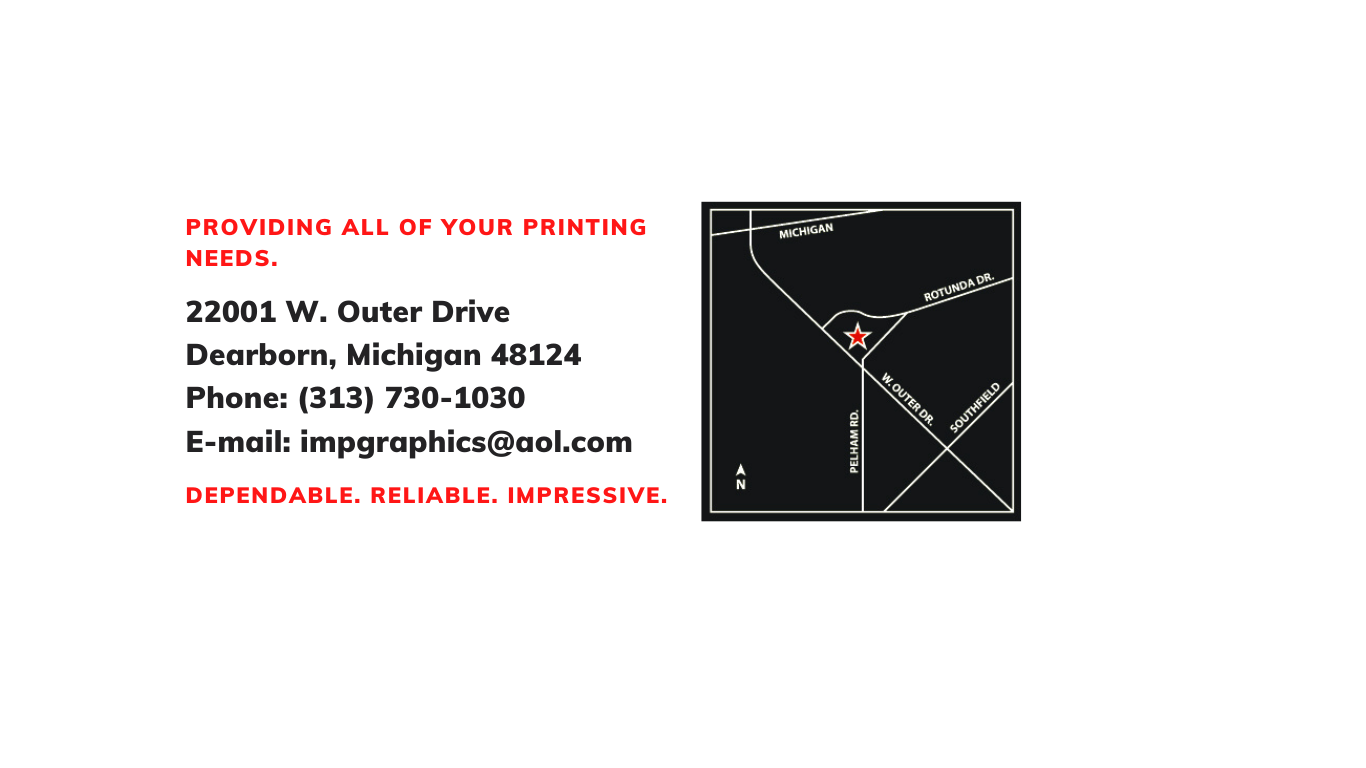 PROVIDING ALL OF YOUR PRINTING
NEEDS.
22001 W. Outer Drive
Dearborn, Michigan 48124
Phone: (313) 730-1030
E-mail: impgraphics@aol.com
DEPENDABLE. RELIABLE. IMPRESSIVE.
MICHIGAN
ROTUNDA DR.
W. OUTER DR.
SOUTHFIELD
PELHAM RD.
N